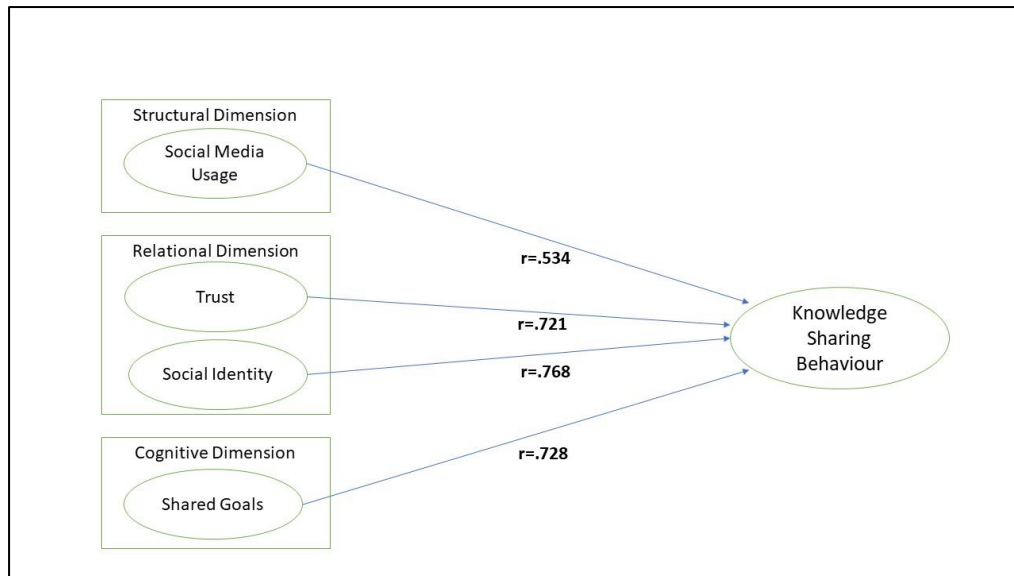 Structural Dimension
Social Media
Usage
r=.534
Relational Dimension
Trust
r=.721
Social Identity
r=.768
Cognitive Dimension
Shared Goals
r=.728
Knowledge
Sharing
Behaviour